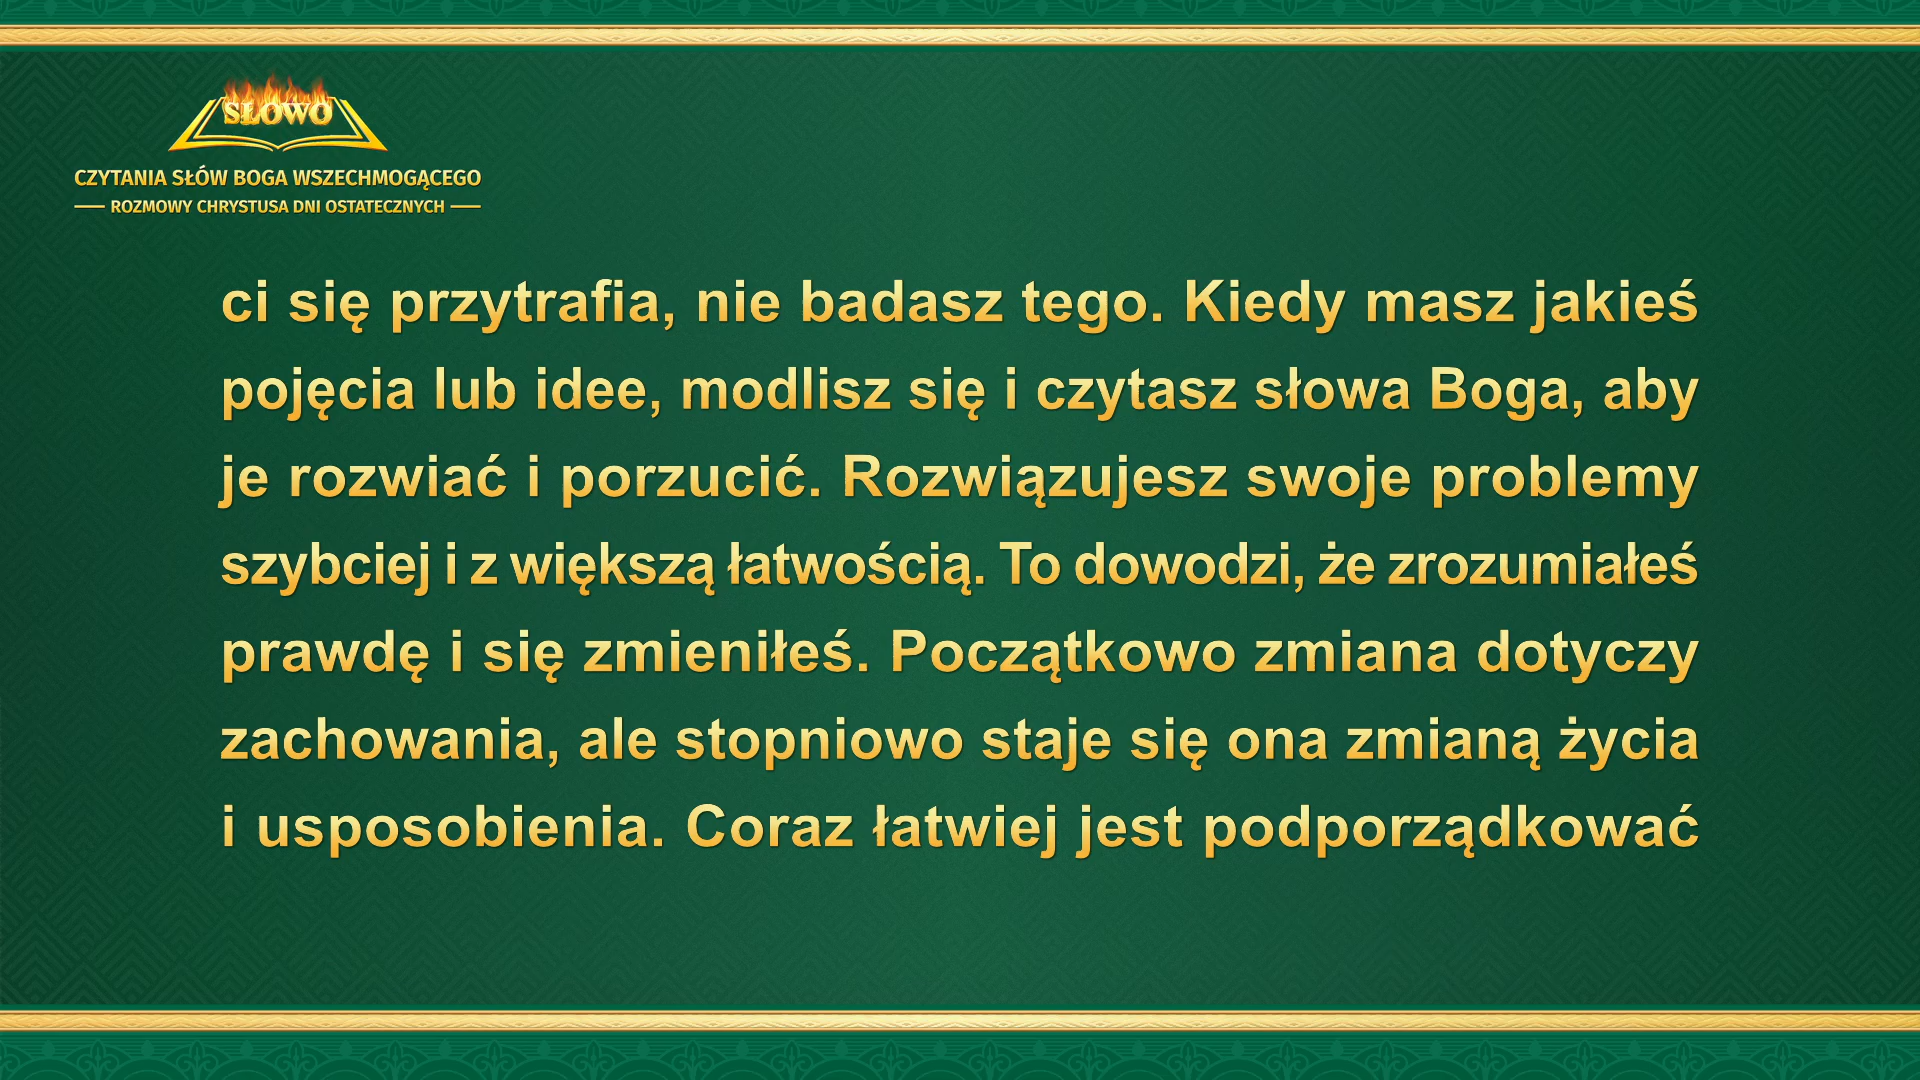 SŁOWO
CZYTANIA SŁÓW BOGA WSZECHMOGĄCEGO
ROZMOWY CHRYSTUSA DNI OSTATECZNYCH
ci się przytrafia, nie badasz tego. Kiedy masz jakieś
pojęcia lub idee, modlisz się i czytasz słowa Boga, aby
je rozwiać i porzucić. Rozwiązujesz swoje problemy
szybciej i z większą łatwością. To dowodzi, że zrozumiałeś
prawdę i się zmieniłeś. Początkowo zmiana dotyczy
zachowania, ale stopniowo staje się ona zmianą życia
i usposobienia. Coraz łatwiej jest podporządkować